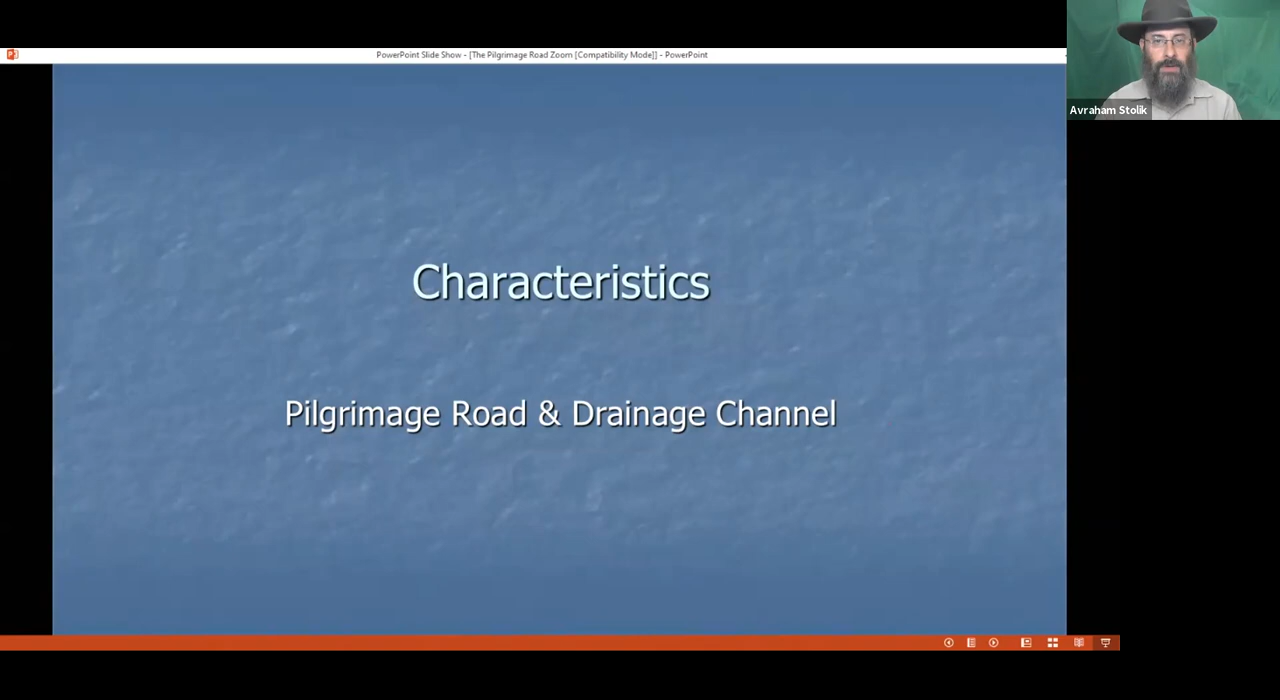 PowerPoint Slide Show - [The Pilgrimage Road Zoom [Compatibility Mode]] - PowerPoint
Avraham Stolik
Characteristics
Pilgrimage Road & Drainage Channel